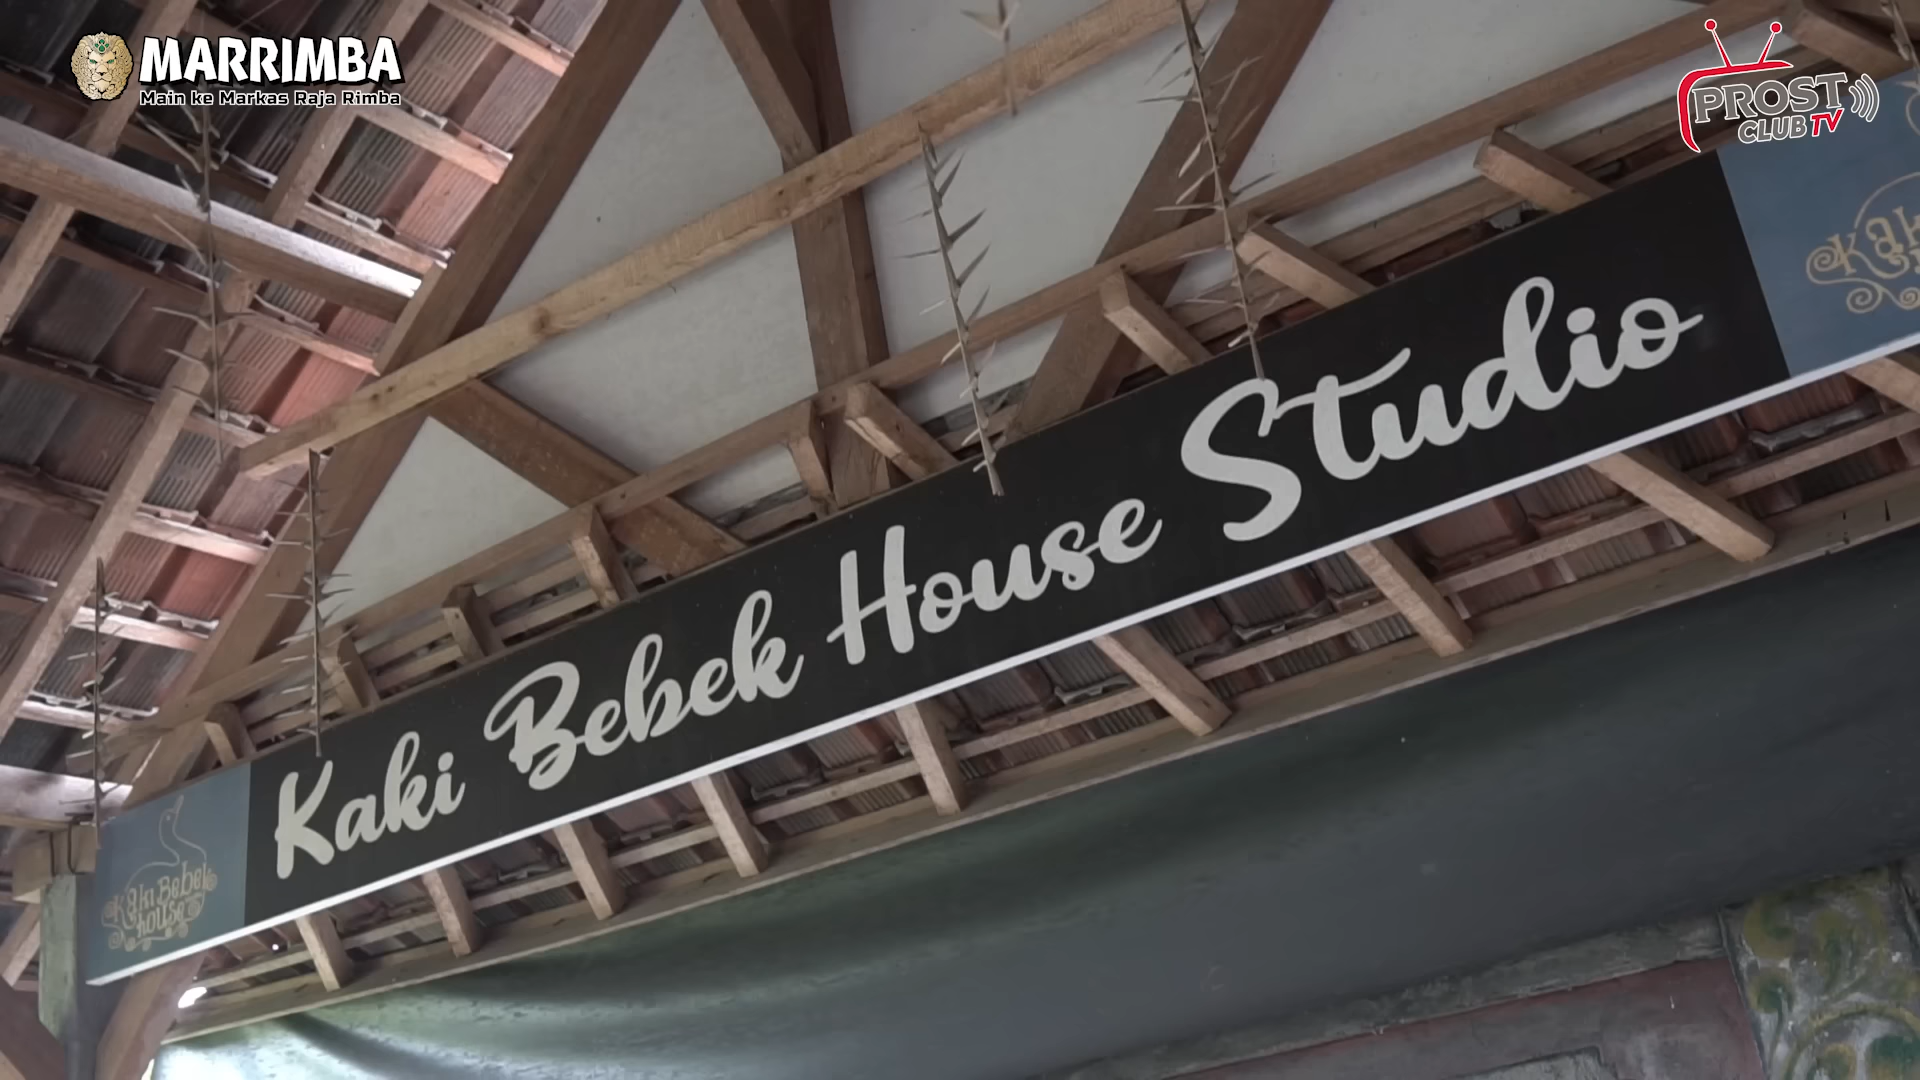 MARRIMBA
Main ke Markas Raja Rimba
PROST
CLUB TV
Kaki Bebek House Studio
Kaki Bebek
house